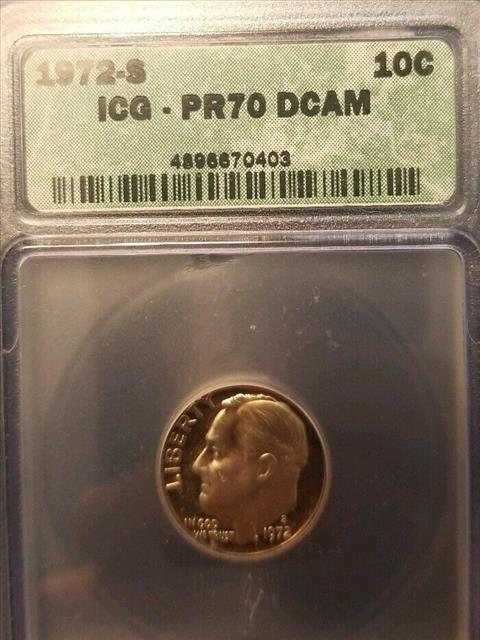 1972-S 10C
ICG - PR70 DCAM
4896670403
LIBERTY
IN GOD
WE TRUST
S
1972